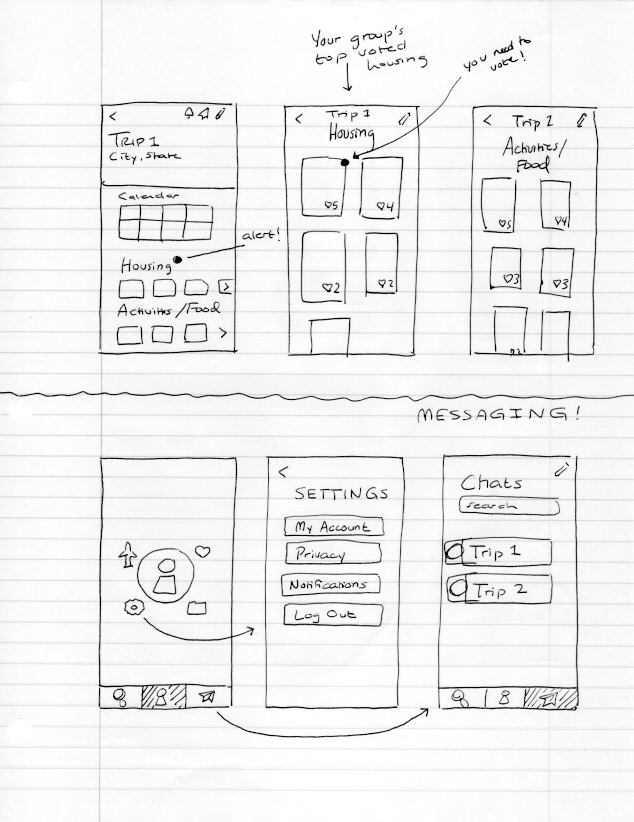 Your group's
top voted
housing
you need to
vote!
<
TRIP 1
City, State
Calendar
alert!
Housing
>
Activities/Food
>
<
Trip 1
Housing
♡5
♡4
♡2
♡2
<
Trip 2
Activities/
Food
♡5
♡4
♡3
♡3
♡2
MESSAGING!
<
SETTINGS
My Account
Privacy
Notifications
Log Out
Chats
search
Trip 1
Trip 2